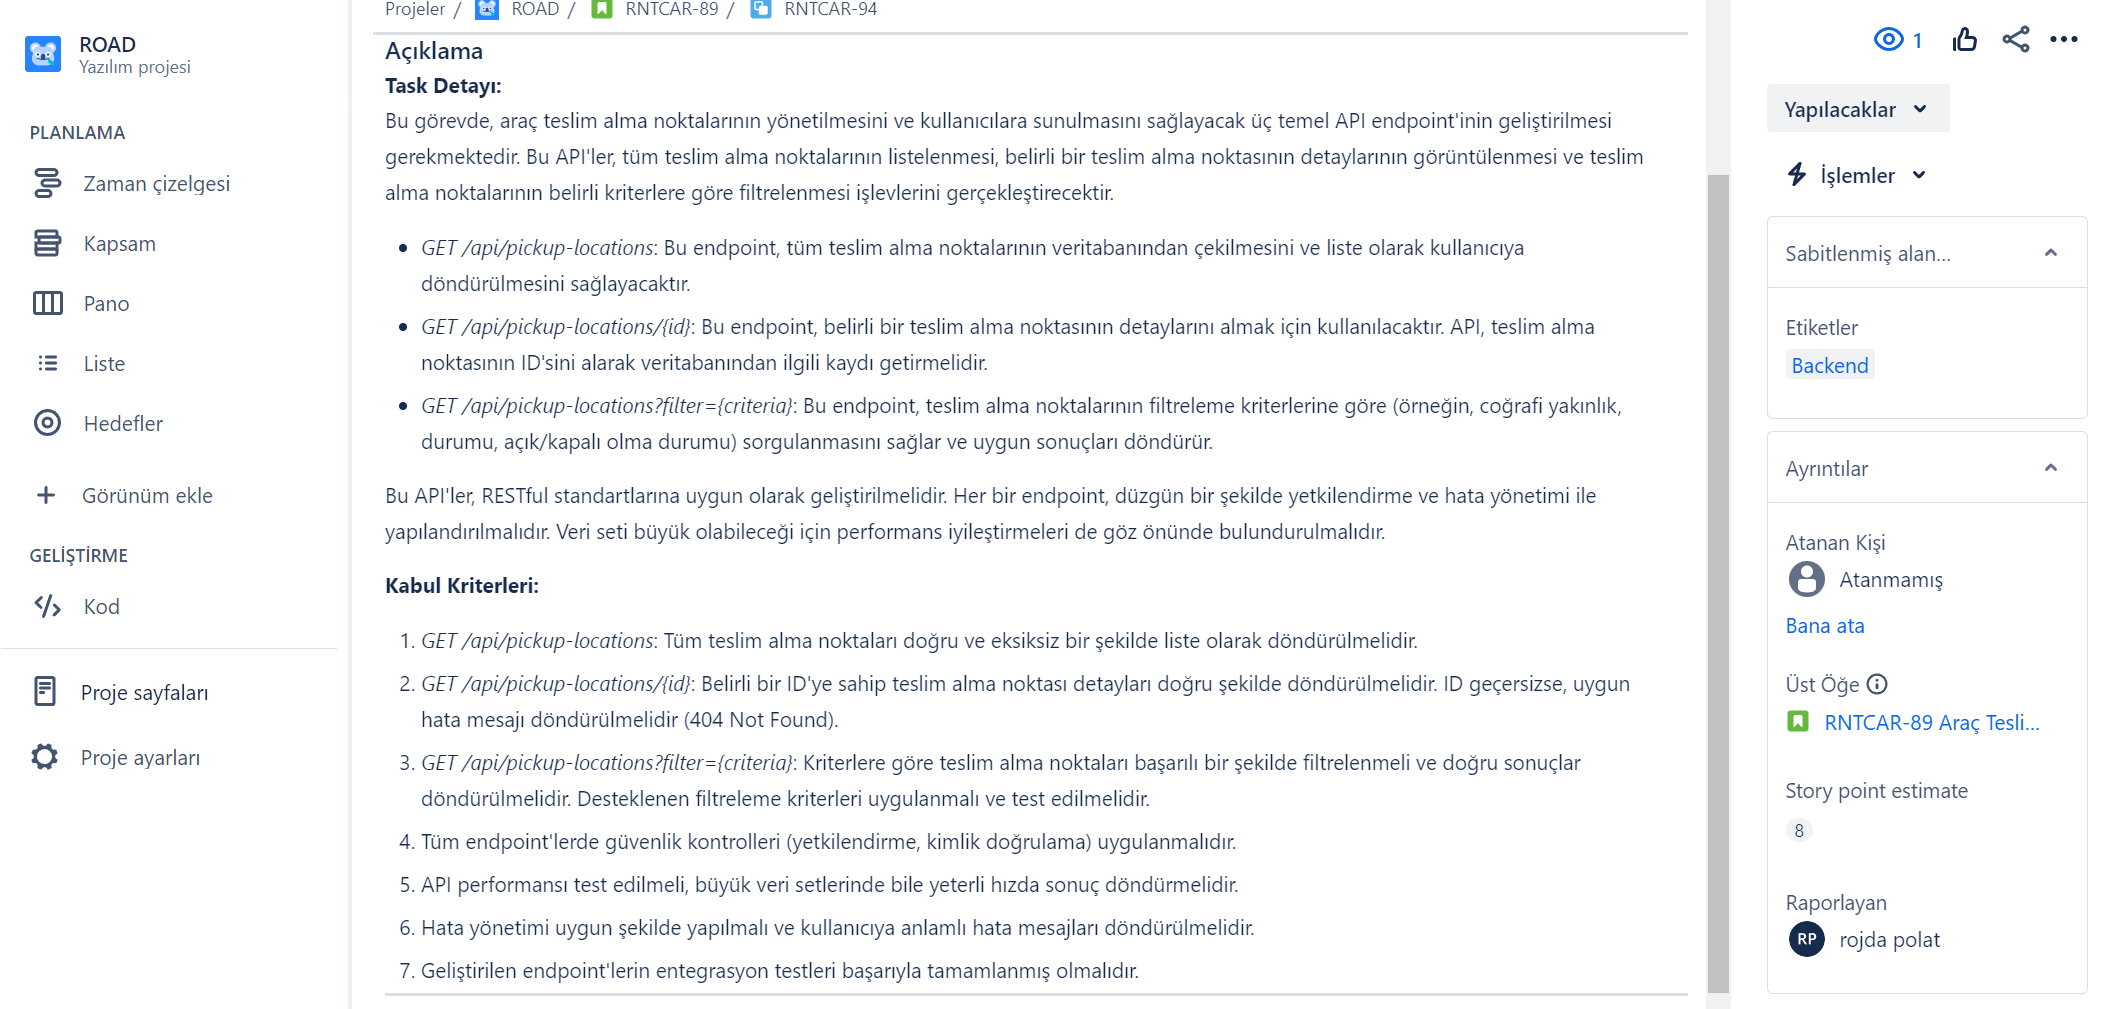 Projeler / ROAD / RNTCAR-89 / RNTCAR-94
ROAD
Yazılım projesi
PLANLAMA
Zaman çizelgesi
Kapsam
Pano
Liste
Hedefler
Görünüm ekle
GELİŞTİRME
Kod
Proje sayfaları
Proje ayarları
Açıklama
Task Detayı:
Bu görevde, araç teslim alma noktalarının yönetilmesini ve kullanıcılara sunulmasını sağlayacak üç temel API endpoint'inin geliştirilmesi
gerekmektedir. Bu API'ler, tüm teslim alma noktalarının listelenmesi, belirli bir teslim alma noktasının detaylarının görüntülenmesi ve teslim
alma noktalarının belirli kriterlere göre filtrelenmesi işlevlerini gerçekleştirecektir.
• GET /api/pickup-locations: Bu endpoint, tüm teslim alma noktalarının veritabanından çekilmesini ve liste olarak kullanıcıya
döndürülmesini sağlayacaktır.
• GET /api/pickup-locations/{id}: Bu endpoint, belirli bir teslim alma noktasının detaylarını almak için kullanılacaktır. API, teslim alma
noktasının ID'sini alarak veritabanından ilgili kaydı getirmelidir.
• GET /api/pickup-locations?filter={criteria}: Bu endpoint, teslim alma noktalarının filtreleme kriterlerine göre (örneğin, coğrafi yakınlık,
durumu, açık/kapalı olma durumu) sorgulanmasını sağlar ve uygun sonuçları döndürür.
Bu API'ler, RESTful standartlarına uygun olarak geliştirilmelidir. Her bir endpoint, düzgün bir şekilde yetkilendirme ve hata yönetimi ile
yapılandırılmalıdır. Veri seti büyük olabileceği için performans iyileştirmeleri de göz önünde bulundurulmalıdır.
Kabul Kriterleri:
1. GET /api/pickup-locations: Tüm teslim alma noktaları doğru ve eksiksiz bir şekilde liste olarak döndürülmelidir.
2. GET /api/pickup-locations/{id}: Belirli bir ID'ye sahip teslim alma noktası detayları doğru şekilde döndürülmelidir. ID geçersizse, uygun
hata mesajı döndürülmelidir (404 Not Found).
3. GET /api/pickup-locations?filter={criteria}: Kriterlere göre teslim alma noktaları başarılı bir şekilde filtrelenmeli ve doğru sonuçlar
döndürülmelidir. Desteklenen filtreleme kriterleri uygulanmalı ve test edilmelidir.
4. Tüm endpoint'lerde güvenlik kontrolleri (yetkilendirme, kimlik doğrulama) uygulanmalıdır.
5. API performansı test edilmeli, büyük veri setlerinde bile yeterli hızda sonuç döndürmelidir.
6. Hata yönetimi uygun şekilde yapılmalı ve kullanıcıya anlamlı hata mesajları döndürülmelidir.
7. Geliştirilen endpoint'lerin entegrasyon testleri başarıyla tamamlanmış olmalıdır.
1
Yapılacaklar
İşlemler
Sabitlenmiş alan...
Etiketler
Backend
Ayrıntılar
Atanan Kişi
Atanmamış
Bana ata
Üst Öğe
RNTCAR-89 Araç Tesli...
Story point estimate
8
Raporlayan
RP rojda polat